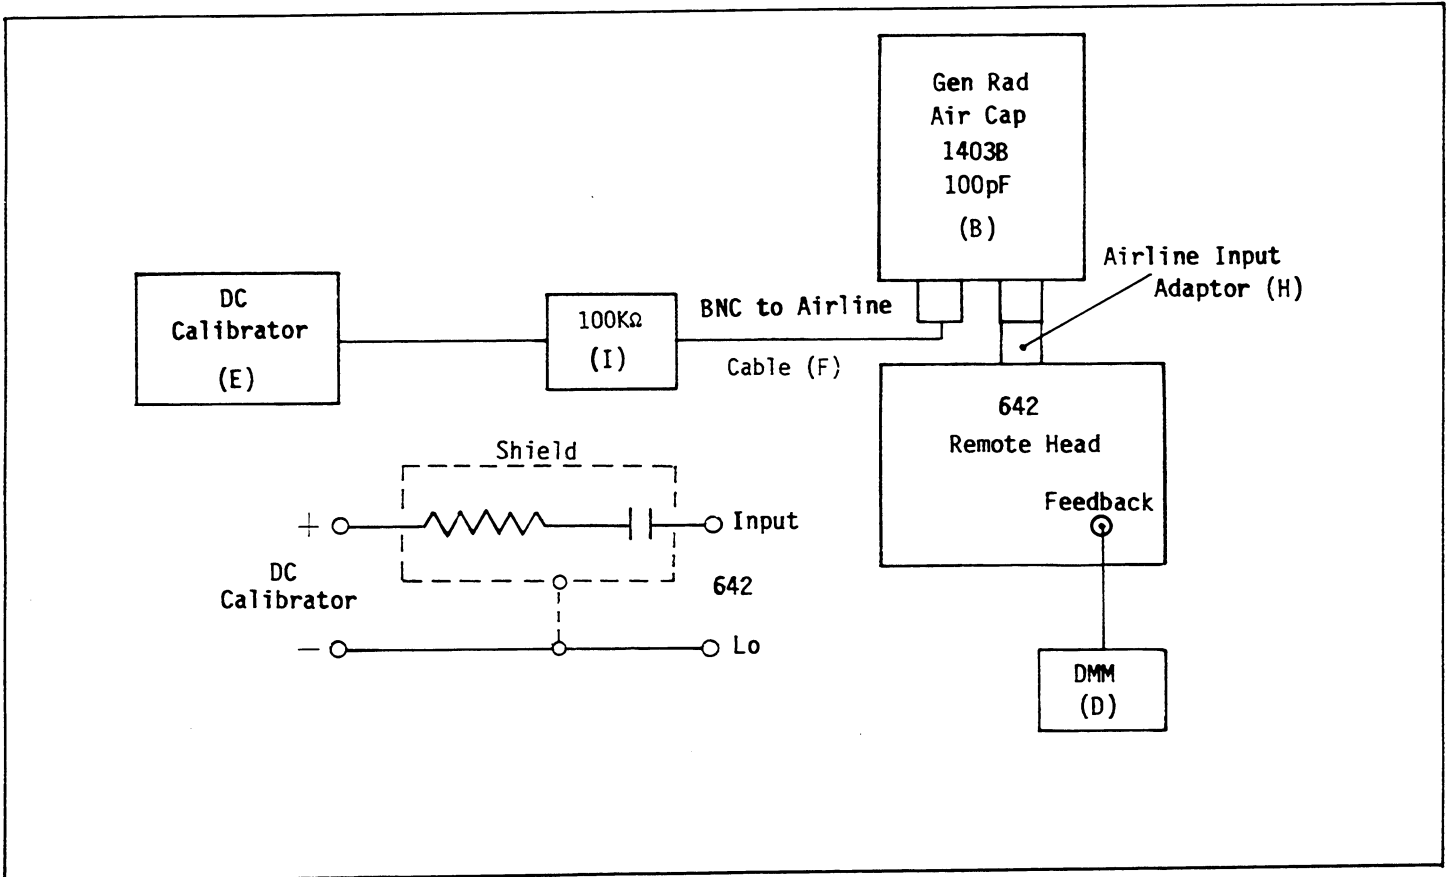 Gen Rad
Air Cap
1403B
100pF
(B)
Airline Input
Adaptor (H)
DC
Calibrator
(E)
100KΩ
(I)
BNC to Airline
Cable (F)
642
Remote Head
Feedback
DMM
(D)
Shield
+
Input
DC
Calibrator
642
−
Lo